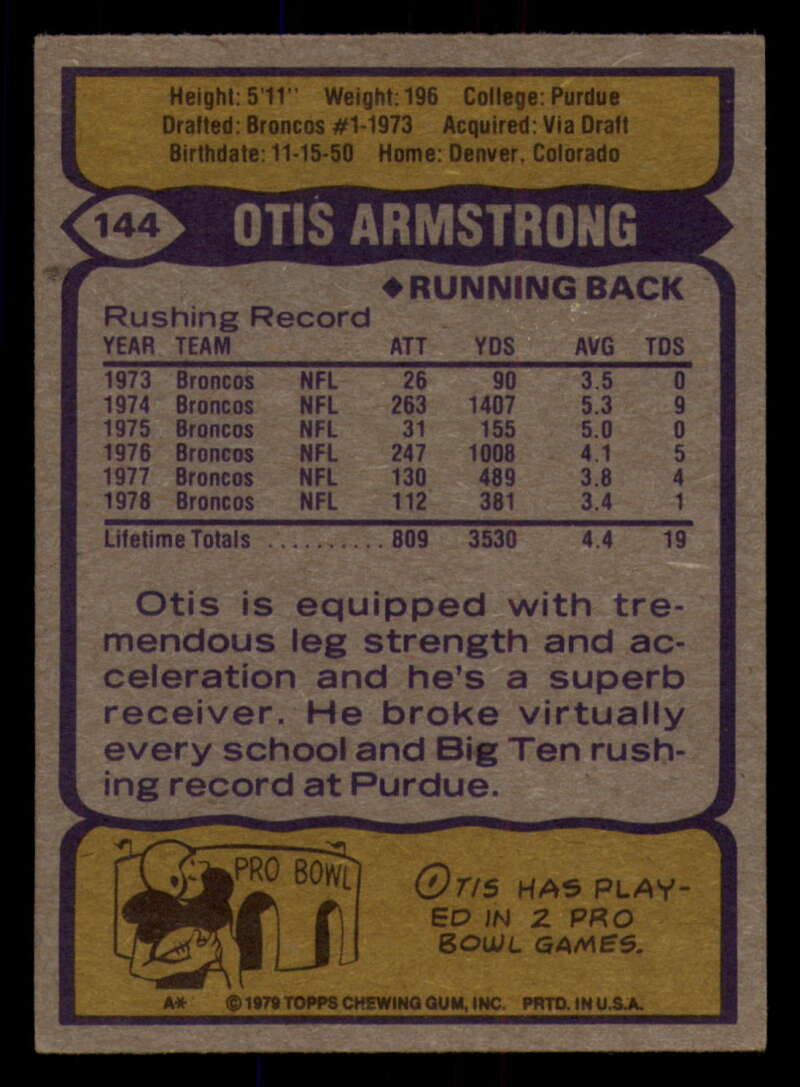 Height: 5'11" Weight: 196 College: Purdue
Drafted: Broncos #1-1973 Acquired: Via Draft
Birthdate: 11-15-50 Home: Denver, Colorado
144 OTIS ARMSTRONG
◆RUNNING BACK
Rushing Record
YEAR TEAM ATT YDS AVG TDS
1973 Broncos NFL 26 90 3.5 0
1974 Broncos NFL 263 1407 5.3 9
1975 Broncos NFL 31 155 5.0 0
1976 Broncos NFL 247 1008 4.1 5
1977 Broncos NFL 130 489 3.8 4
1978 Broncos NFL 112 381 3.4 1
Lifetime Totals .......... 809 3530 4.4 19
Otis is equipped with tre-
mendous leg strength and ac-
celeration and he's a superb
receiver. He broke virtually
every school and Big Ten rush-
ing record at Purdue.
PRO BOWL
OTIS HAS PLAY-
ED IN 2 PRO
BOWL GAMES.
A* © 1979 TOPPS CHEWING GUM, INC. PRTD. IN U.S.A.